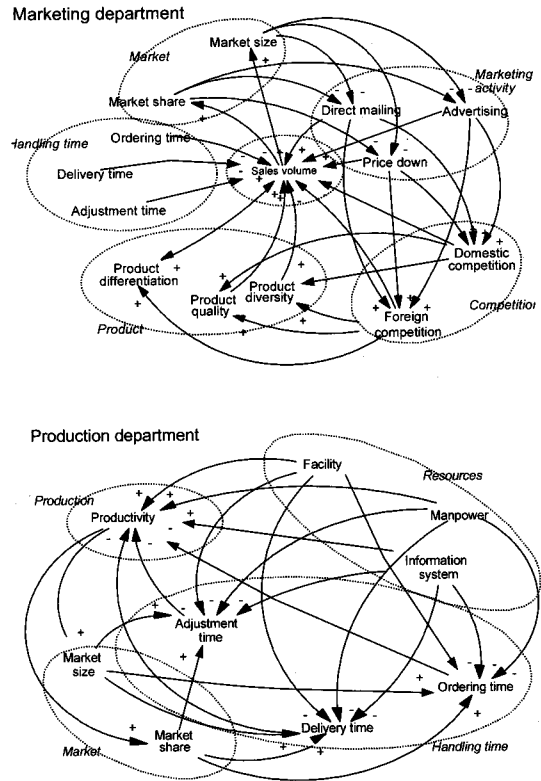 Marketing department
Market size
Market
Marketing
activity
Market share
Direct mailing
Advertising
Handling time
Ordering time
Delivery time
Sales volume
Price down
Adjustment time
Domestic
competition
Product
differentiation
Product
quality
Product
diversity
Product
Foreign
competition
Competition
Production department
Facility
Resources
Production
Productivity
Manpower
Information
system
Adjustment
time
Market
size
Ordering time
Delivery time
Market
share
Market
Handling time